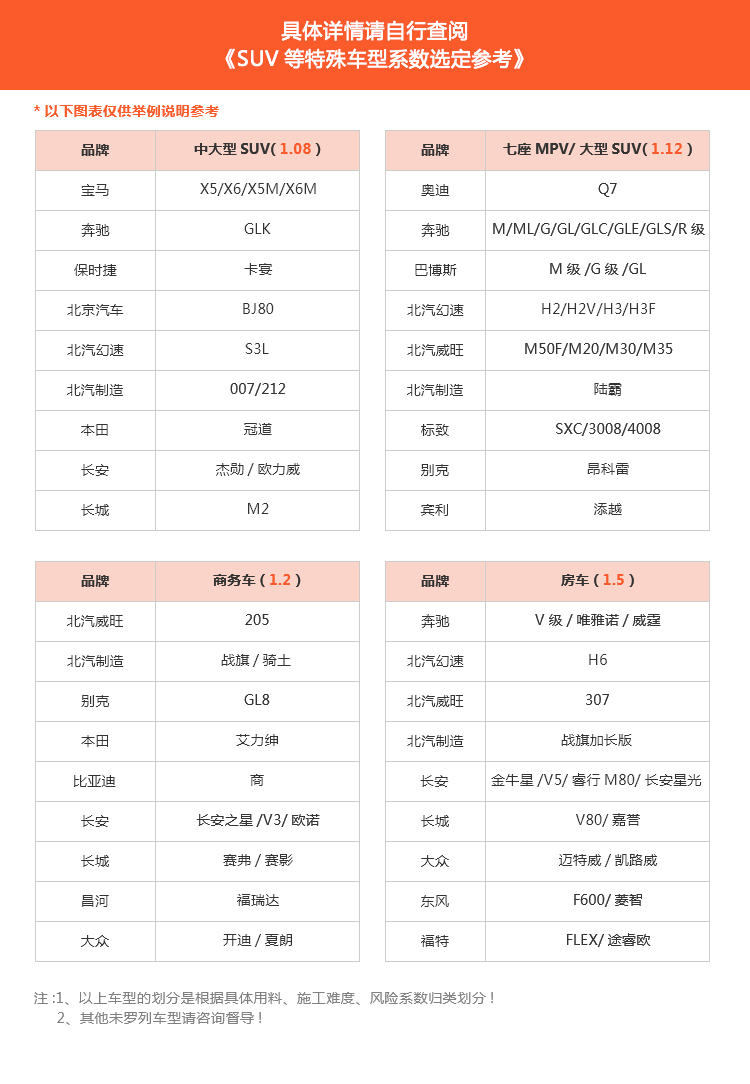 具体详情请自行查阅
《SUV 等特殊车型系数选定参考》
* 以下图表仅供举例说明参考
品牌 中大型 SUV( 1.08 )
宝马 X5/X6/X5M/X6M
奔驰 GLK
保时捷 卡宴
北京汽车 BJ80
北汽幻速 S3L
北汽制造 007/212
本田 冠道
长安 杰勋 / 欧力威
长城 M2
品牌 七座 MPV/ 大型 SUV( 1.12 )
奥迪 Q7
奔驰 M/ML/G/GL/GLC/GLE/GLS/R 级
巴博斯 M 级 /G 级 /GL
北汽幻速 H2/H2V/H3/H3F
北汽威旺 M50F/M20/M30/M35
北汽制造 陆霸
标致 SXC/3008/4008
别克 昂科雷
宾利 添越
品牌 商务车 ( 1.2 )
北汽威旺 205
北汽制造 战旗 / 骑士
别克 GL8
本田 艾力绅
比亚迪 商
长安 长安之星 /V3/ 欧诺
长城 赛弗 / 赛影
昌河 福瑞达
大众 开迪 / 夏朗
品牌 房车 ( 1.5 )
奔驰 V 级 / 唯雅诺 / 威霆
北汽幻速 H6
北汽威旺 307
北汽制造 战旗加长版
长安 金牛星 /V5/ 睿行 M80/ 长安星光
长城 V80/ 嘉誉
大众 迈特威 / 凯路威
东风 F600/ 菱智
福特 FLEX/ 途睿欧
注 :1、以上车型的划分是根据具体用料、施工难度、风险系数归类划分 !
2、其他未罗列车型请咨询督导 !